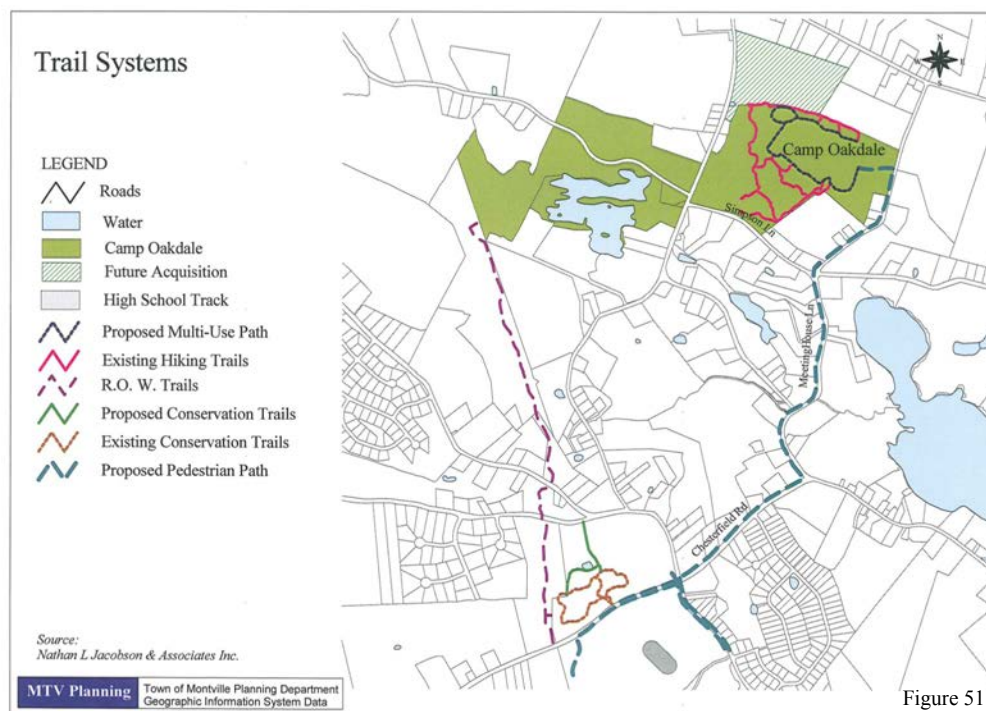 Trail Systems
LEGEND
Roads
Water
Camp Oakdale
Future Acquisition
High School Track
Proposed Multi-Use Path
Existing Hiking Trails
R.O. W. Trails
Proposed Conservation Trails
Existing Conservation Trails
Proposed Pedestrian Path
Source:
Nathan L Jacobson & Associates Inc.
MTV Planning
Town of Montville Planning Department
Geographic Information System Data
N
W E
S
Camp Oakdale
Simpson Ln
MeetingHouse Ln
Chesterfield Rd
Figure 51